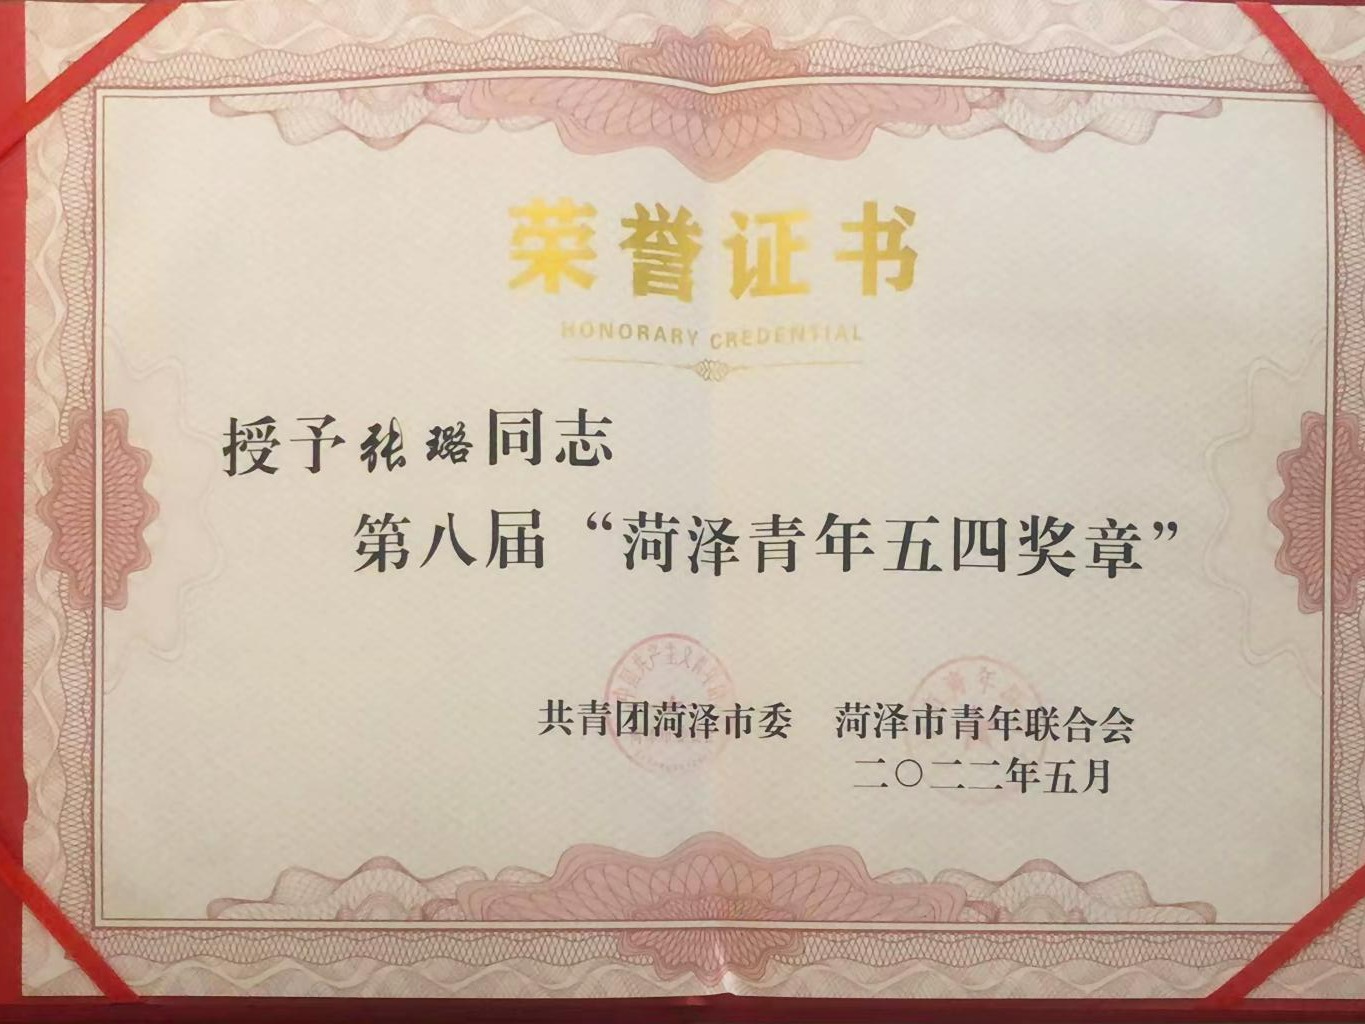 荣誉证书
HONORARY CREDENTIAL
授予张璐同志
第八届“菏泽青年五四奖章”
共青团菏泽市委 菏泽市青年联合会
二〇二二年五月